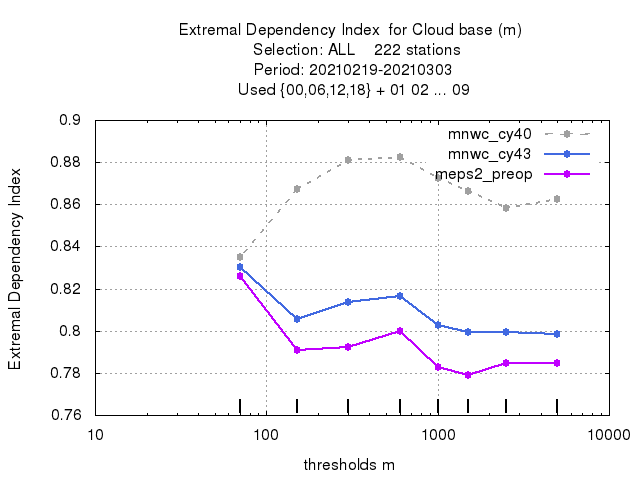 Extremal Dependency Index  for Cloud base (m)
Selection: ALL    222 stations
Period: 20210219-20210303
Used {00,06,12,18} + 01 02 ... 09
0.9
0.88
0.86
0.84
0.82
0.8
0.78
0.76
Extremal Dependency Index
mnwc_cy40
mnwc_cy43
meps2_preop
10
100
1000
10000
thresholds m